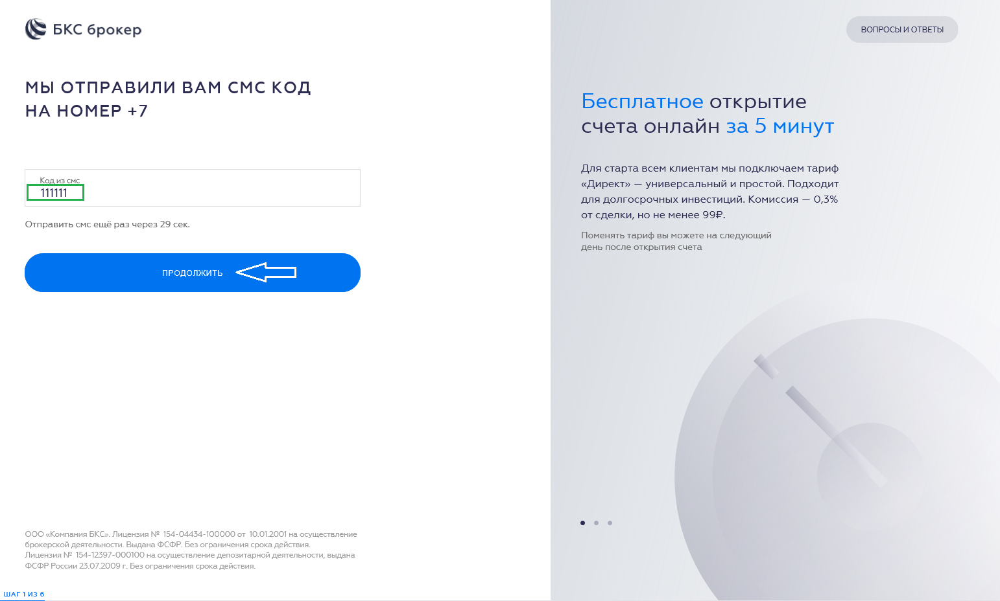 БКС брокер
МЫ ОТПРАВИЛИ ВАМ СМС КОД
НА НОМЕР +7
Код из смс
111111
Отправить смс ещё раз через 29 сек.
ПРОДОЛЖИТЬ
ООО «Компания БКС». Лицензия № 154-04434-100000 от 10.01.2001 на осуществление
брокерской деятельности. Выдана ФСФР. Без ограничения срока действия.
Лицензия № 154-12397-000100 на осуществление депозитарной деятельности, выдана
ФСФР России 23.07.2009 г. Без ограничения срока действия.
ШАГ 1 ИЗ 6
ВОПРОСЫ И ОТВЕТЫ
Бесплатное открытие
счета онлайн за 5 минут
Для старта всем клиентам мы подключаем тариф
«Директ» — универсальный и простой. Подходит
для долгосрочных инвестиций. Комиссия — 0,3%
от сделки, но не менее 99₽.
Поменять тариф вы можете на следующий
день после открытия счета